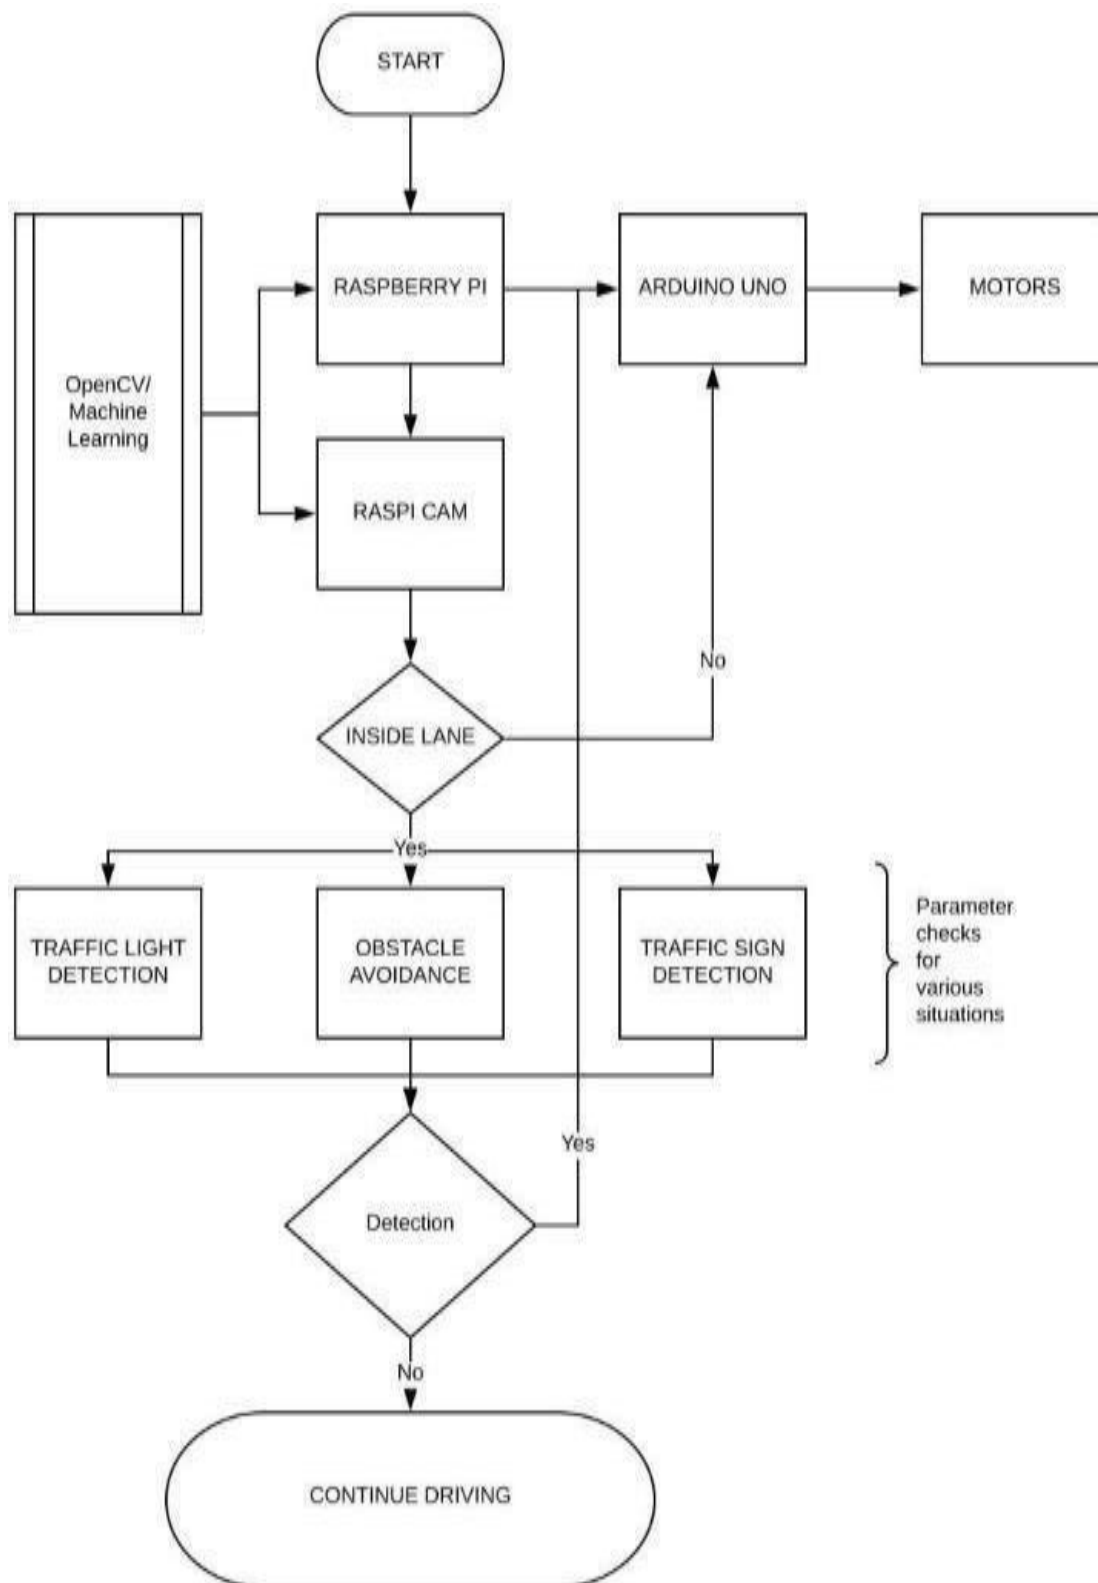 START
RASPBERRY PI
ARDUINO UNO
MOTORS
OpenCV/
Machine
Learning
RASPI CAM
No
INSIDE LANE
Yes
TRAFFIC LIGHT
DETECTION
OBSTACLE
AVOIDANCE
TRAFFIC SIGN
DETECTION
Parameter
checks
for
various
situations
Yes
Detection
No
CONTINUE DRIVING